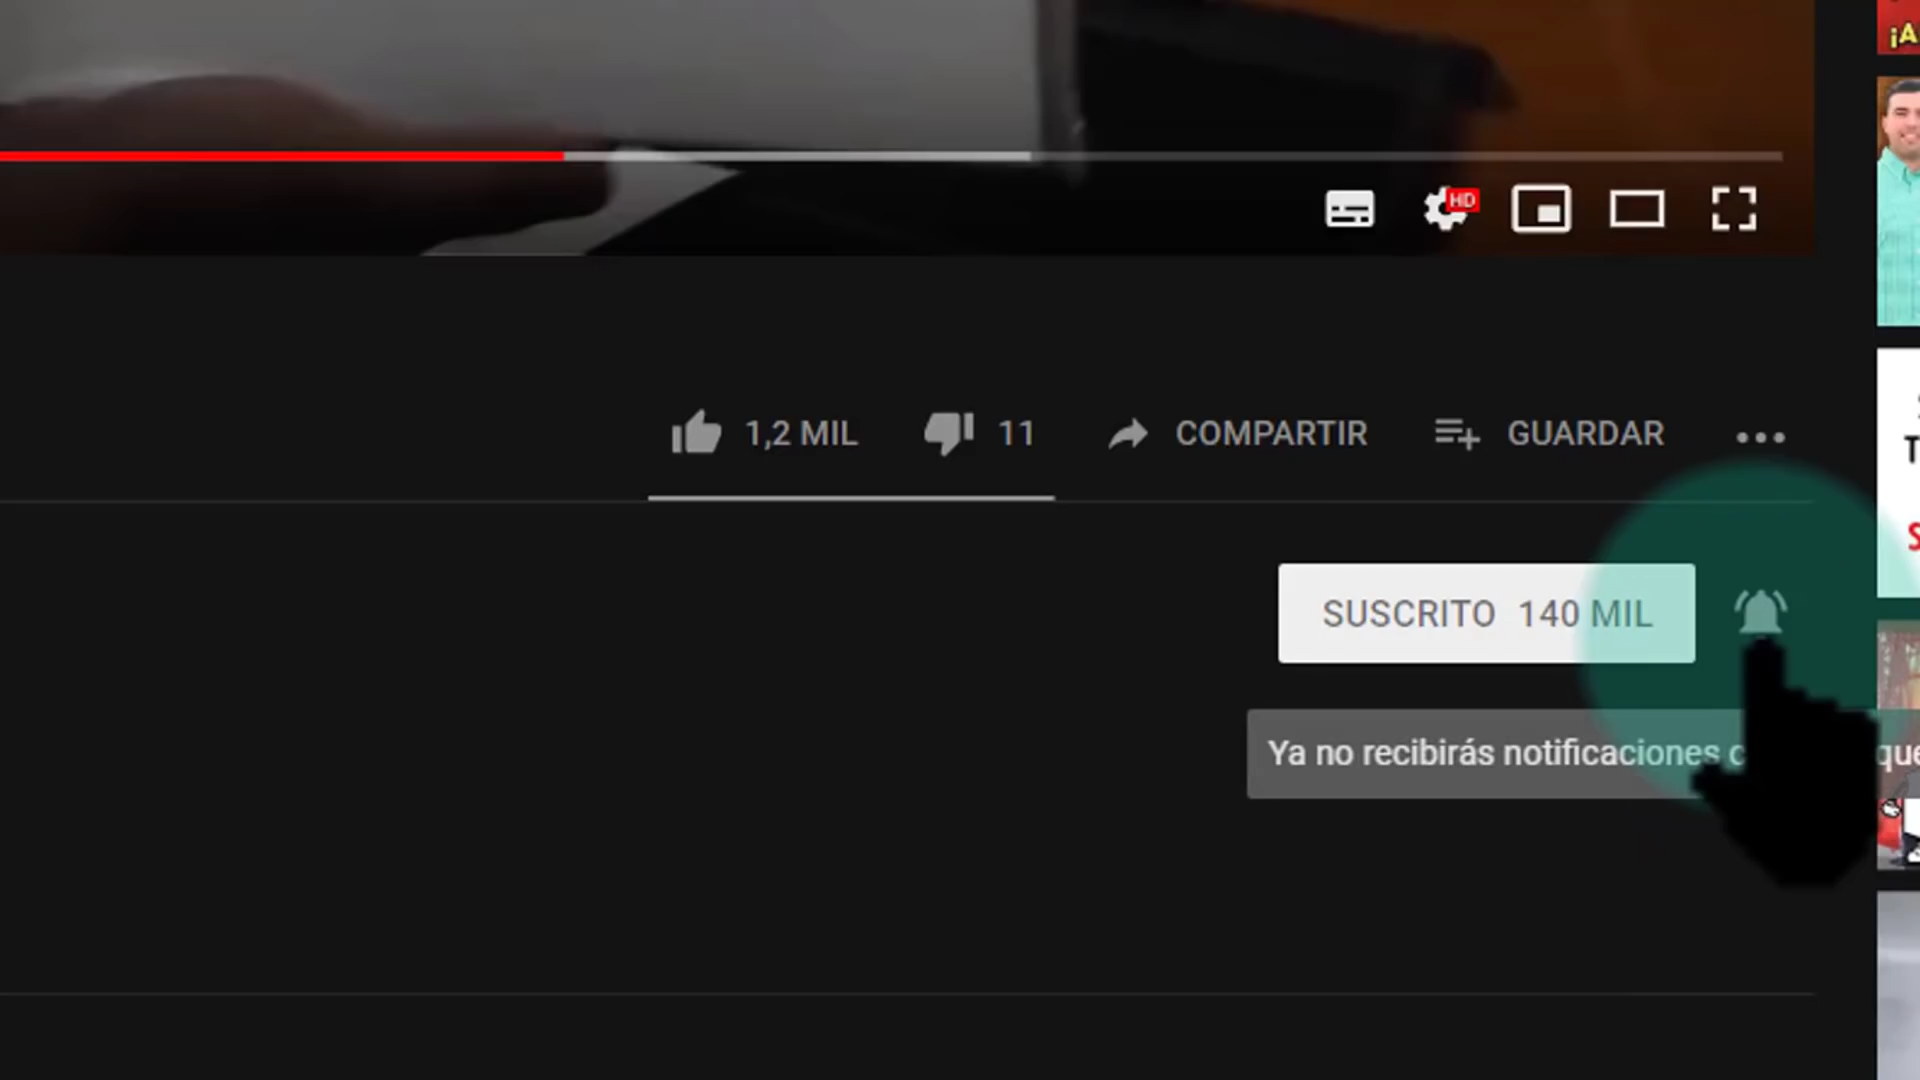 ¡A
HD
1,2 MIL 11 COMPARTIR GUARDAR
T
S
SUSCRITO 140 MIL
Ya no recibirás notificaciones que